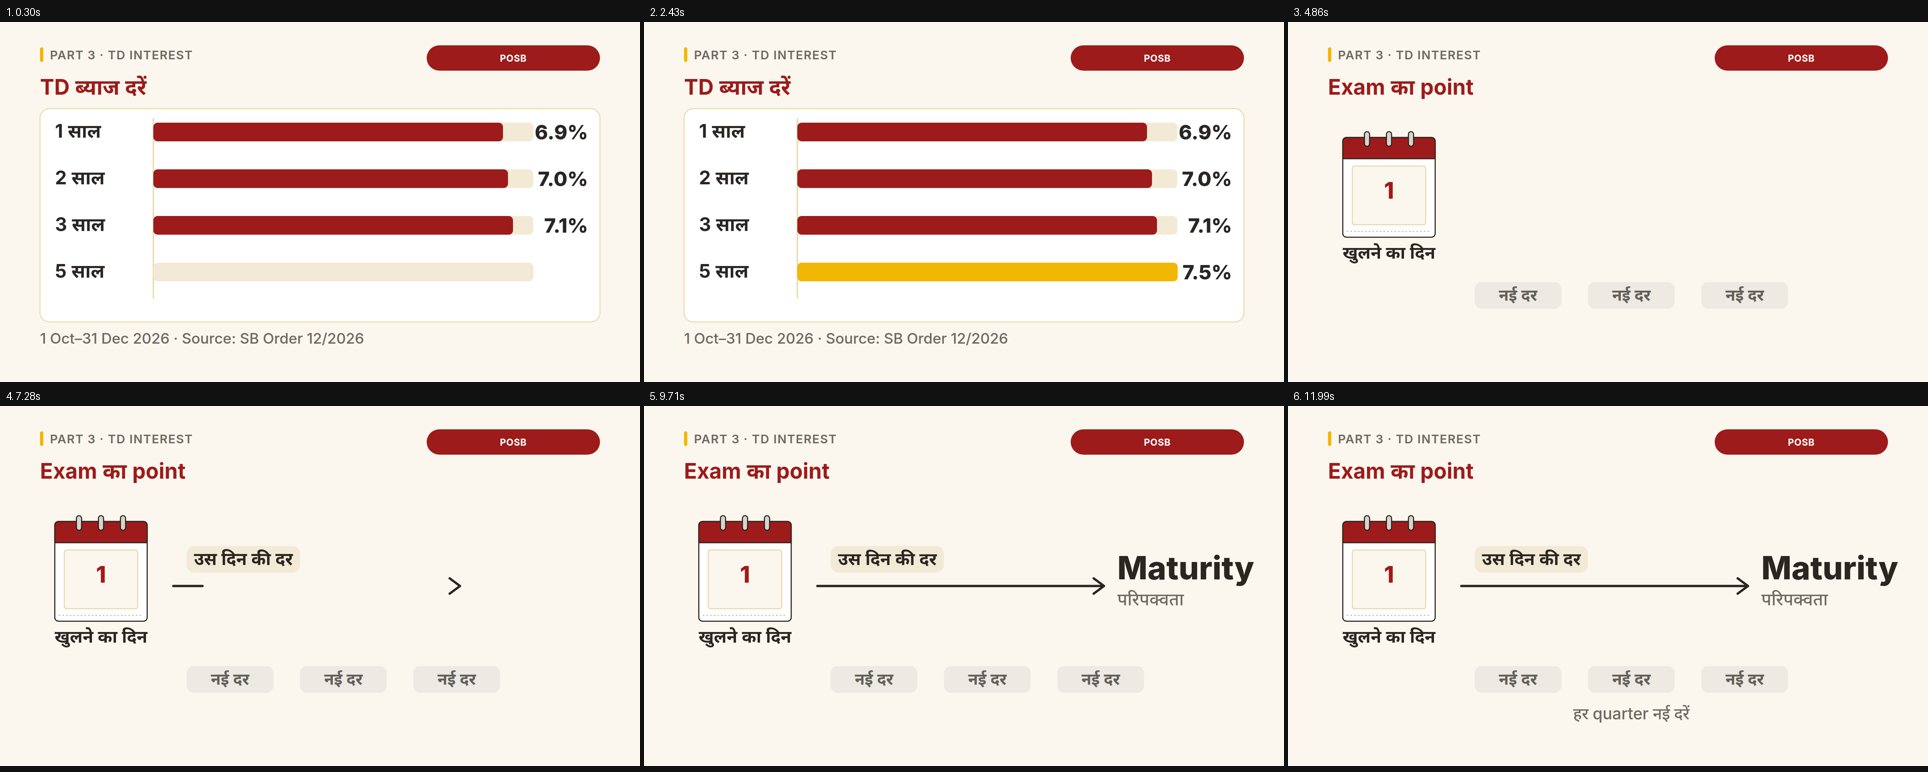 1. 0.30s
PART 3 · TD INTEREST
POSB
TD ब्याज दरें
1 साल 6.9%
2 साल 7.0%
3 साल 7.1%
5 साल
1 Oct–31 Dec 2026 · Source: SB Order 12/2026
2. 2.43s
PART 3 · TD INTEREST
POSB
TD ब्याज दरें
1 साल 6.9%
2 साल 7.0%
3 साल 7.1%
5 साल 7.5%
1 Oct–31 Dec 2026 · Source: SB Order 12/2026
3. 4.86s
PART 3 · TD INTEREST
POSB
Exam का point
1
खुलने का दिन
नई दर नई दर नई दर
4. 7.28s
PART 3 · TD INTEREST
POSB
Exam का point
1
उस दिन की दर
खुलने का दिन
नई दर नई दर नई दर
5. 9.71s
PART 3 · TD INTEREST
POSB
Exam का point
1
उस दिन की दर
Maturity
परिपक्वता
खुलने का दिन
नई दर नई दर नई दर
6. 11.99s
PART 3 · TD INTEREST
POSB
Exam का point
1
उस दिन की दर
Maturity
परिपक्वता
खुलने का दिन
नई दर नई दर नई दर
हर quarter नई दरें